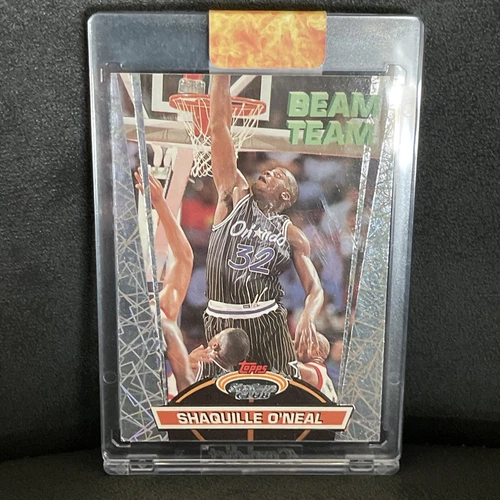 BEAM
TEAM
Orlando
32
Topps
STADIUM
CLUB
SHAQUILLE O'NEAL